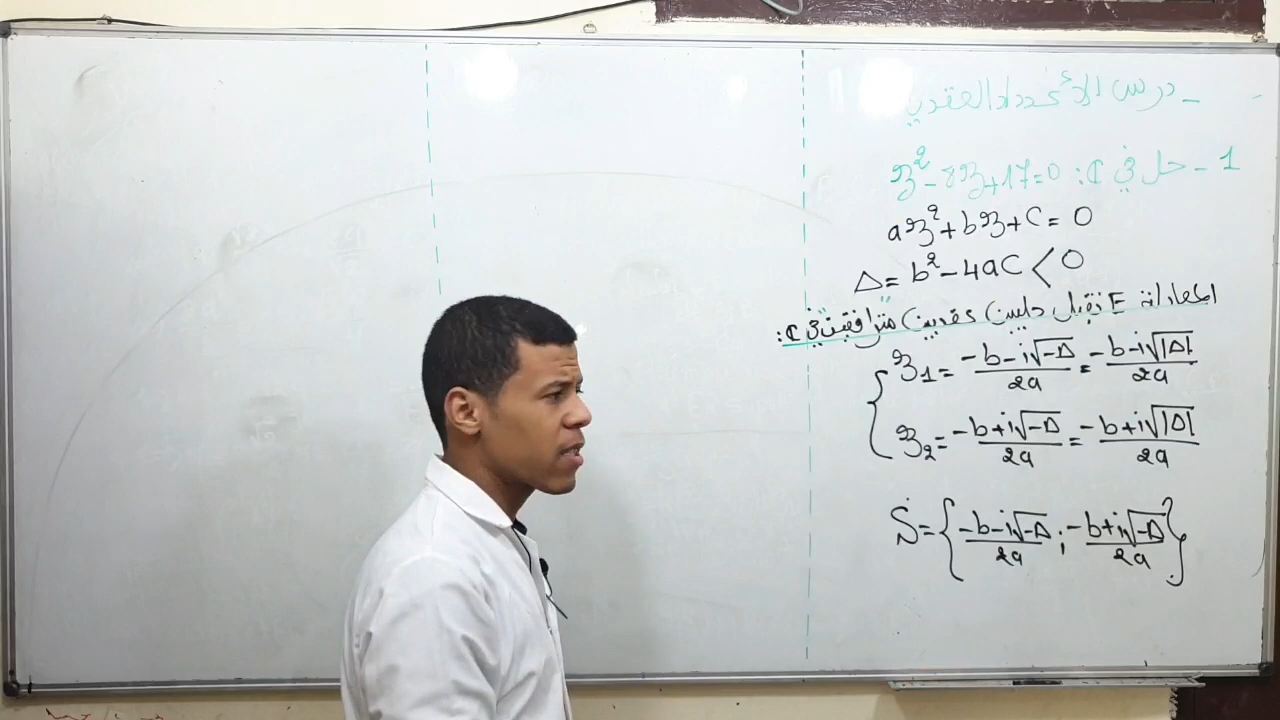 - درس الأعداد العقدية
1 - حل في ℂ: z² - 8z + 17 = 0
az² + bz + c = 0
Δ = b² - 4ac < 0
المعادلة E تقبل حلين عقديين مترافقين في ℂ:
z₁ = (-b - i√-Δ)/2a = (-b - i√|Δ|)/2a
z₂ = (-b + i√-Δ)/2a = (-b + i√|Δ|)/2a
S = { (-b - i√-Δ)/2a ; (-b + i√-Δ)/2a }